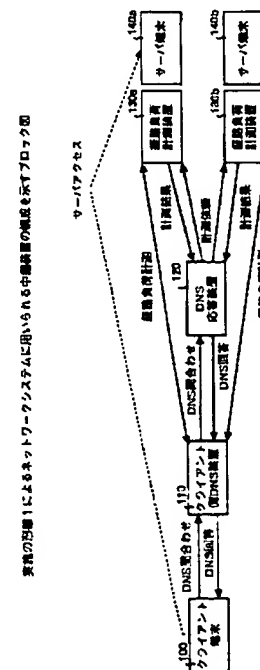 実施の形態1によるネットワークシステムに用いられる中継装置の構成を示すブロック図
サーバアクセス
140a
サーバ端末
130a
経路負荷
計測装置
140b
サーバ端末
130b
経路負荷
計測装置
経路負荷計測
計測結果
計測依頼
計測依頼
計測結果
120
DNS
応答装置
DNS問合わせ
DNS回答
110
クライアント
側DNS装置
DNS問合わせ
DNS回答
100
クライアント
端末